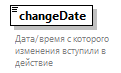 changeDate
Дата/время с которого
изменения вступили в
действие